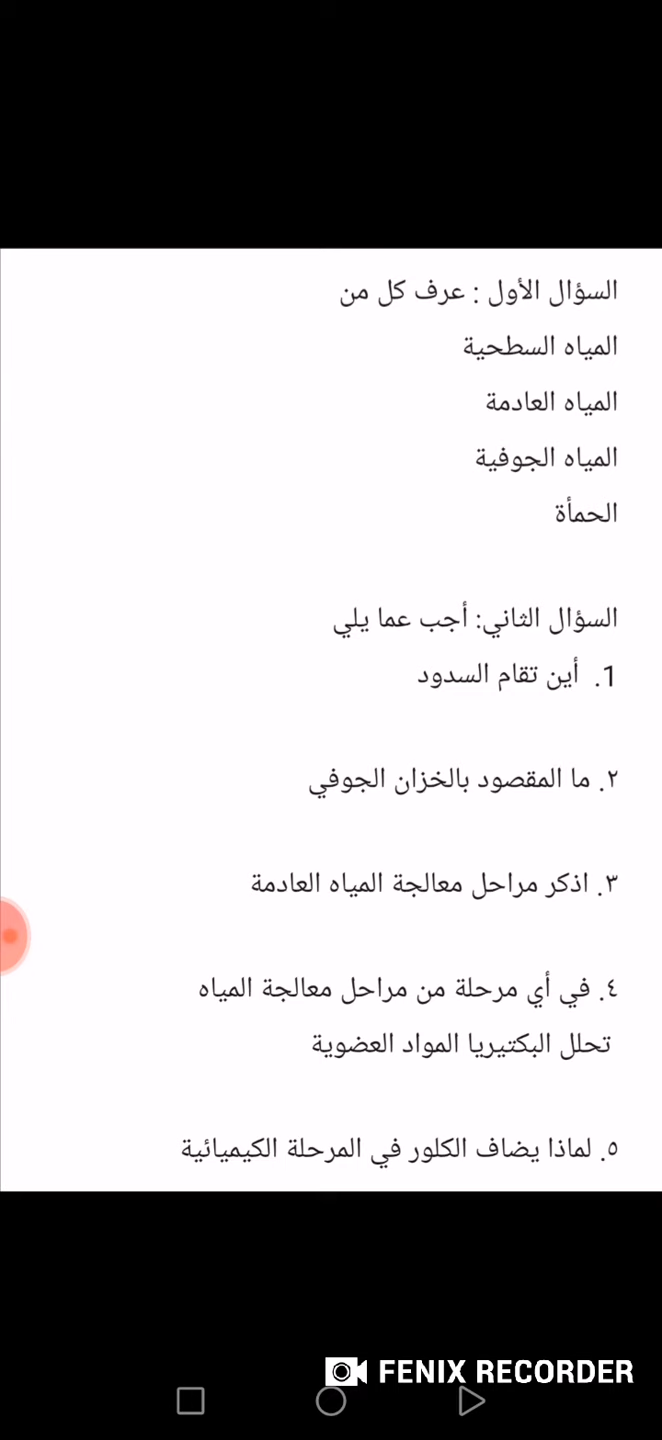 السؤال الأول : عرف كل من
المياه السطحية
المياه العادمة
المياه الجوفية
الحمأة
السؤال الثاني: أجب عما يلي
1. أين تقام السدود
٢. ما المقصود بالخزان الجوفي
٣. اذكر مراحل معالجة المياه العادمة
٤. في أي مرحلة من مراحل معالجة المياه
تحلل البكتيريا المواد العضوية
٥. لماذا يضاف الكلور في المرحلة الكيميائية
FENIX RECORDER